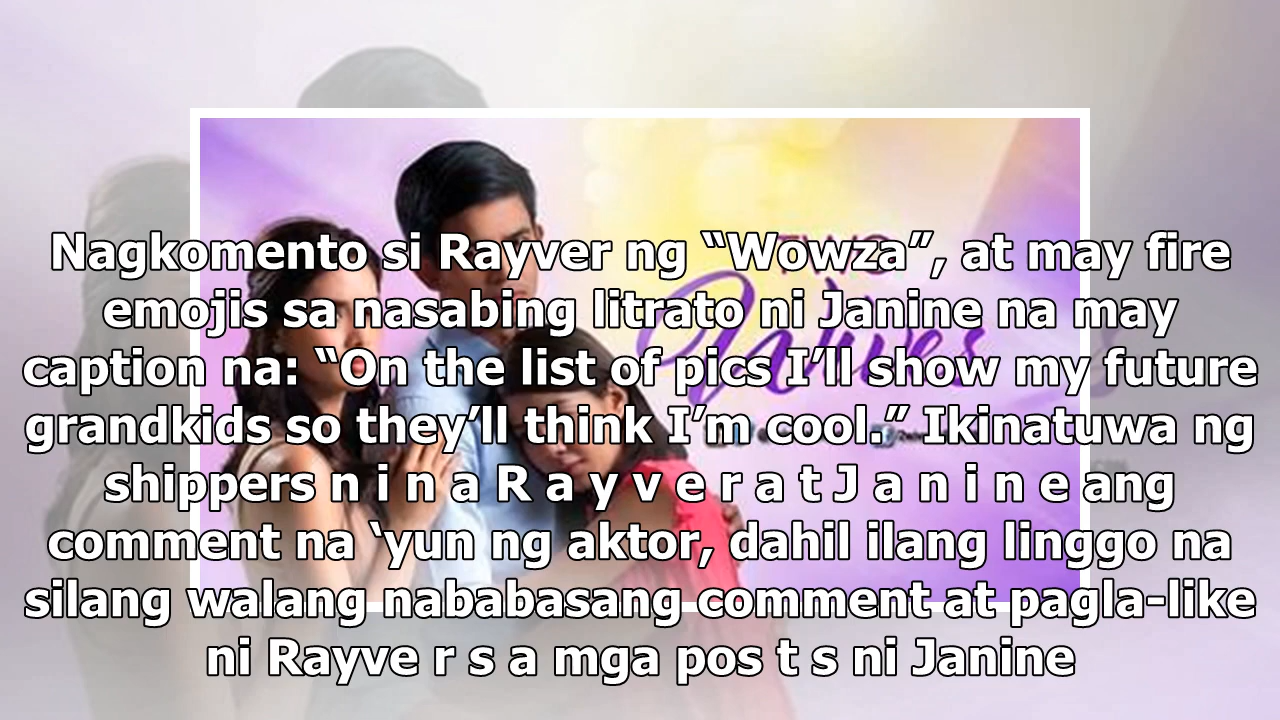 Nagkomento si Rayver ng “Wowza”, at may fire
emojis sa nasabing litrato ni Janine na may
caption na: “On the list of pics I’ll show my future
grandkids so they’ll think I’m cool.” Ikinatuwa ng
shippers n i n a R a y v e r a t J a n i n e ang
comment na ‘yun ng aktor, dahil ilang linggo na
silang walang nababasang comment at pagla-like
ni Rayve r s a mga pos t s ni Janine
TWO
Wives